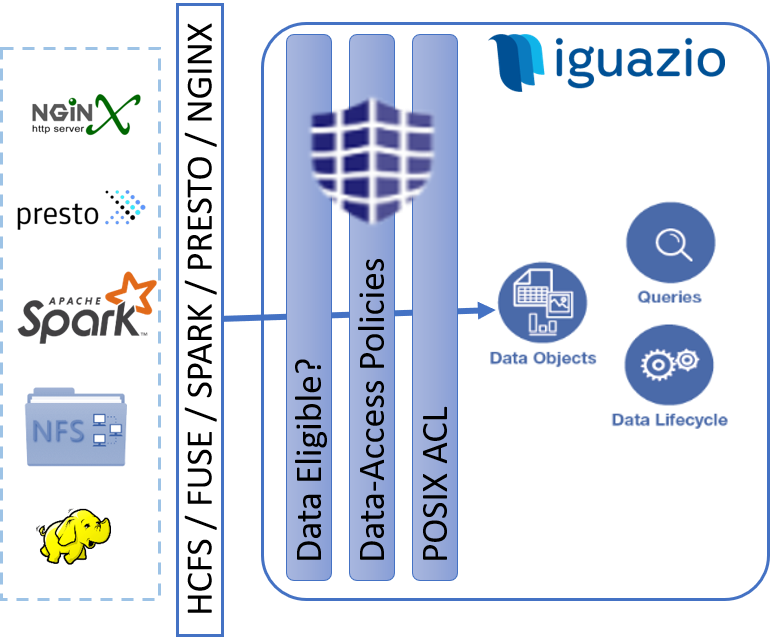 NGiNX
http server
presto
APACHE
Spark™
NFS
HCFS / FUSE / SPARK / PRESTO / NGINX
Data Eligible?
Data-Access Policies
POSIX ACL
iguazio
Data Objects
Queries
Data Lifecycle